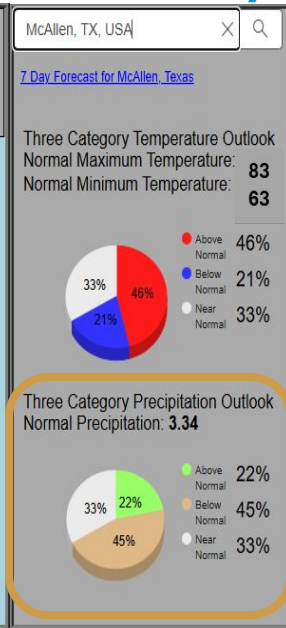 McAllen, TX, USA
7 Day Forecast for McAllen, Texas
Three Category Temperature Outlook
Normal Maximum Temperature: 83
Normal Minimum Temperature: 63
33% 46% 21%
Above Normal 46%
Below Normal 21%
Near Normal 33%
Three Category Precipitation Outlook
Normal Precipitation: 3.34
33% 22% 45%
Above Normal 22%
Below Normal 45%
Near Normal 33%